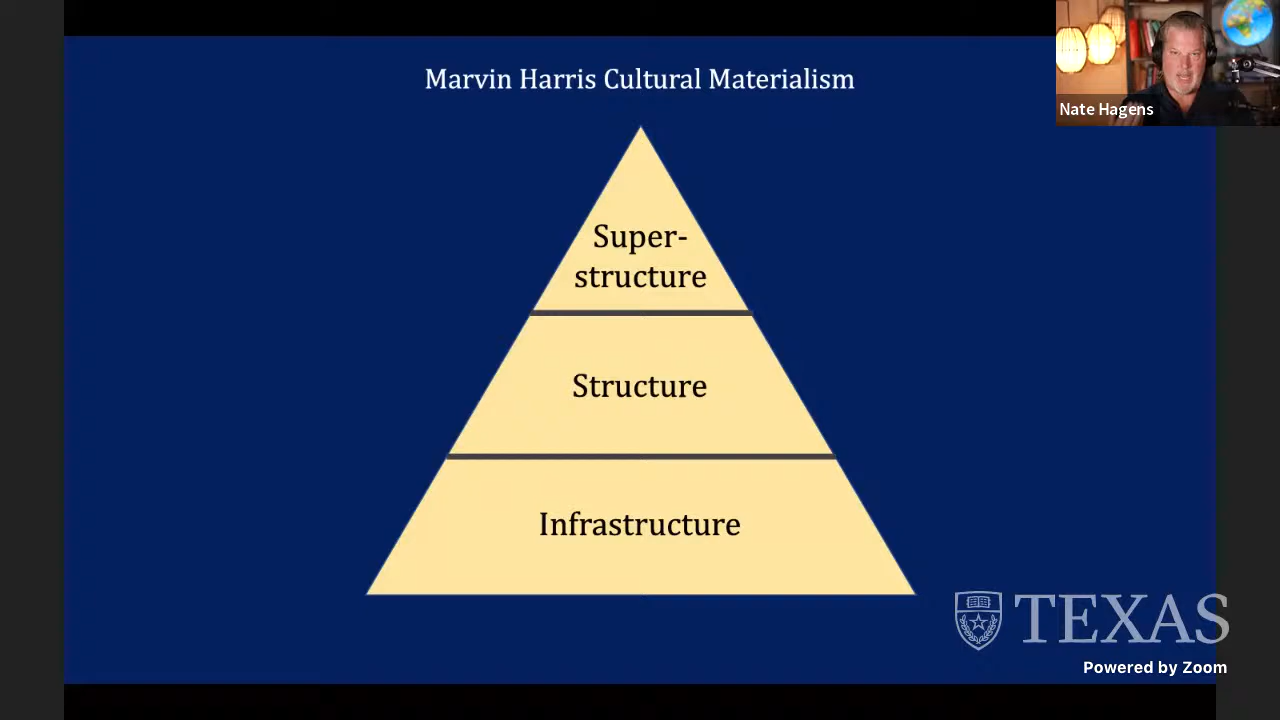 Marvin Harris Cultural Materialism
Nate Hagens
Super-
structure
Structure
Infrastructure
TEXAS
Powered by Zoom